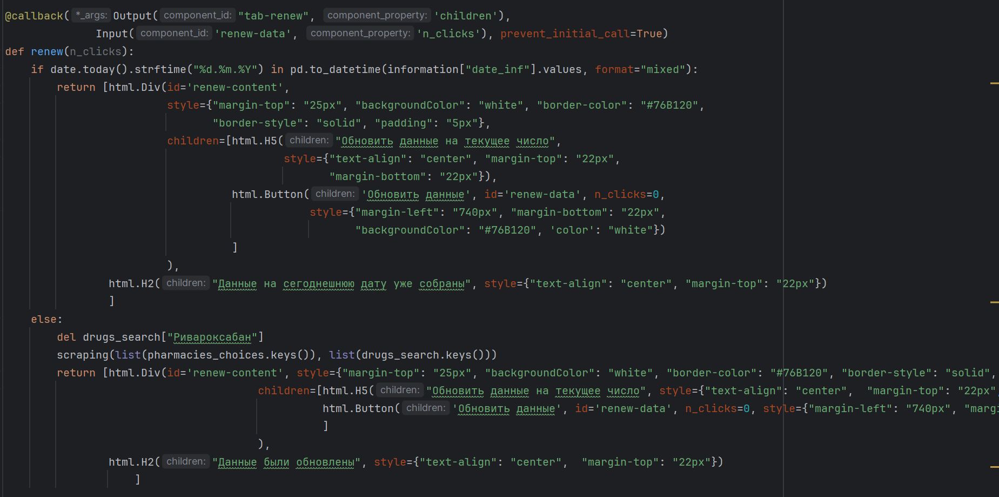 @callback( *_args: Output( component_id: "tab-renew", component_property: 'children'),
Input( component_id: 'renew-data', component_property: 'n_clicks'), prevent_initial_call=True)
def renew(n_clicks):
if date.today().strftime("%d.%m.%Y") in pd.to_datetime(information["date_inf"].values, format="mixed"):
return [html.Div(id='renew-content',
style={"margin-top": "25px", "backgroundColor": "white", "border-color": "#76B120",
"border-style": "solid", "padding": "5px"},
children=[html.H5( children: "Обновить данные на текущее число",
style={"text-align": "center", "margin-top": "22px",
"margin-bottom": "22px"}),
html.Button( children: 'Обновить данные', id='renew-data', n_clicks=0,
style={"margin-left": "740px", "margin-bottom": "22px",
"backgroundColor": "#76B120", 'color': "white"})
]
),
html.H2( children: "Данные на сегоднешнюю дату уже собраны", style={"text-align": "center", "margin-top": "22px"})
]
else:
del drugs_search["Ривароксабан"]
scraping(list(pharmacies_choices.keys()), list(drugs_search.keys()))
return [html.Div(id='renew-content', style={"margin-top": "25px", "backgroundColor": "white", "border-color": "#76B120", "border-style": "solid",
children=[html.H5( children: "Обновить данные на текущее число", style={"text-align": "center", "margin-top": "22px",
html.Button( children: 'Обновить данные', id='renew-data', n_clicks=0, style={"margin-left": "740px",
]
),
html.H2( children: "Данные были обновлены", style={"text-align": "center", "margin-top": "22px"})
]